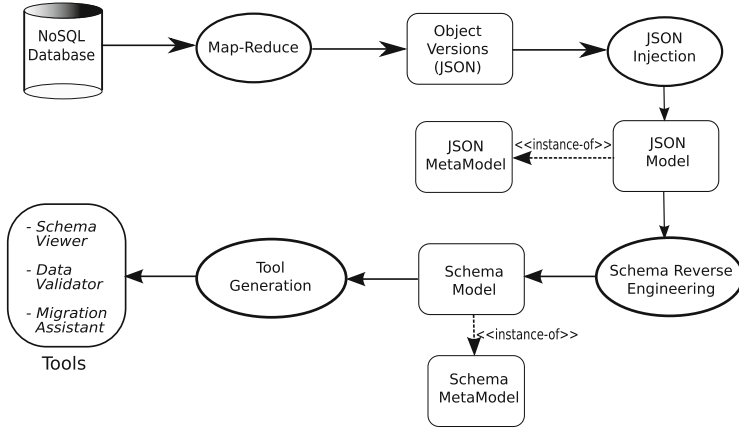 NoSQL
Database
Map-Reduce
Object
Versions
(JSON)
JSON
Injection
JSON
MetaModel
<<instance-of>>
JSON
Model
- Schema
Viewer
- Data
Validator
- Migration
Assistant
Tools
Tool
Generation
Schema
Model
Schema Reverse
Engineering
<<instance-of>>
Schema
MetaModel